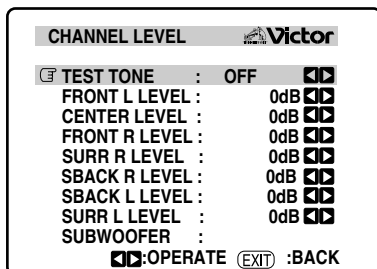 CHANNEL LEVEL Victor
TEST TONE : OFF
FRONT L LEVEL : 0dB
CENTER LEVEL : 0dB
FRONT R LEVEL : 0dB
SURR R LEVEL : 0dB
SBACK R LEVEL : 0dB
SBACK L LEVEL : 0dB
SURR L LEVEL : 0dB
SUBWOOFER :
:OPERATE EXIT :BACK